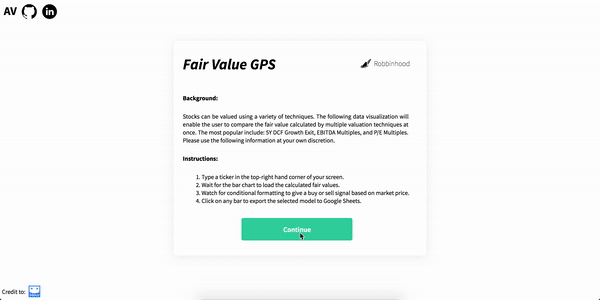 AV
in
Fair Value GPS
Robbinhood
Background:
Stocks can be valued using a variety of techniques. The following data visualization will
enable the user to compare the fair value calculated by multiple valuation techniques at
once. The most popular include: 5Y DCF Growth Exit, EBITDA Multiples, and P/E Multiples.
Please use the following information at your own discretion.
Instructions:
1. Type a ticker in the top-right hand corner of your screen.
2. Wait for the bar chart to load the calculated fair values.
3. Watch for conditional formatting to give a buy or sell signal based on market price.
4. Click on any bar to export the selected model to Google Sheets.
Continue
Credit to: